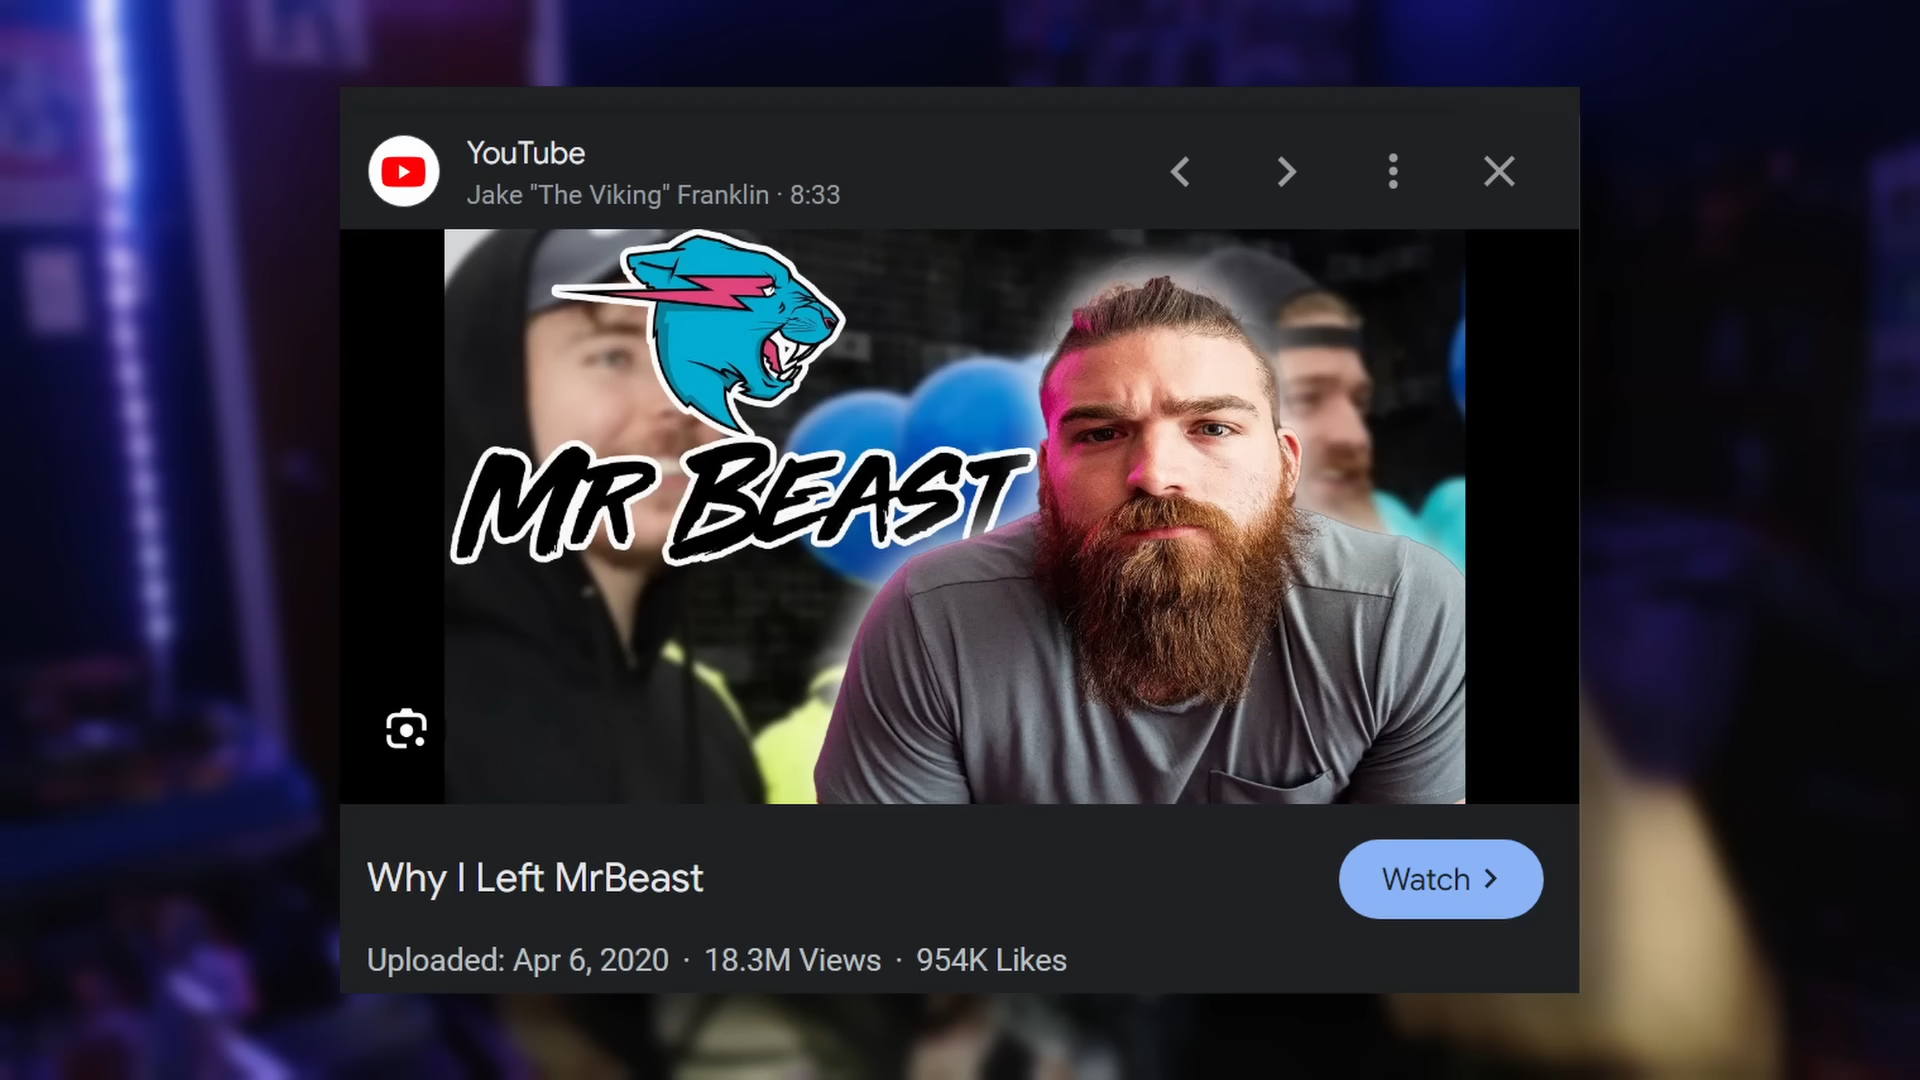 YouTube
Jake "The Viking" Franklin · 8:33
MR BEAST
Why I Left MrBeast
Watch
Uploaded: Apr 6, 2020 · 18.3M Views · 954K Likes